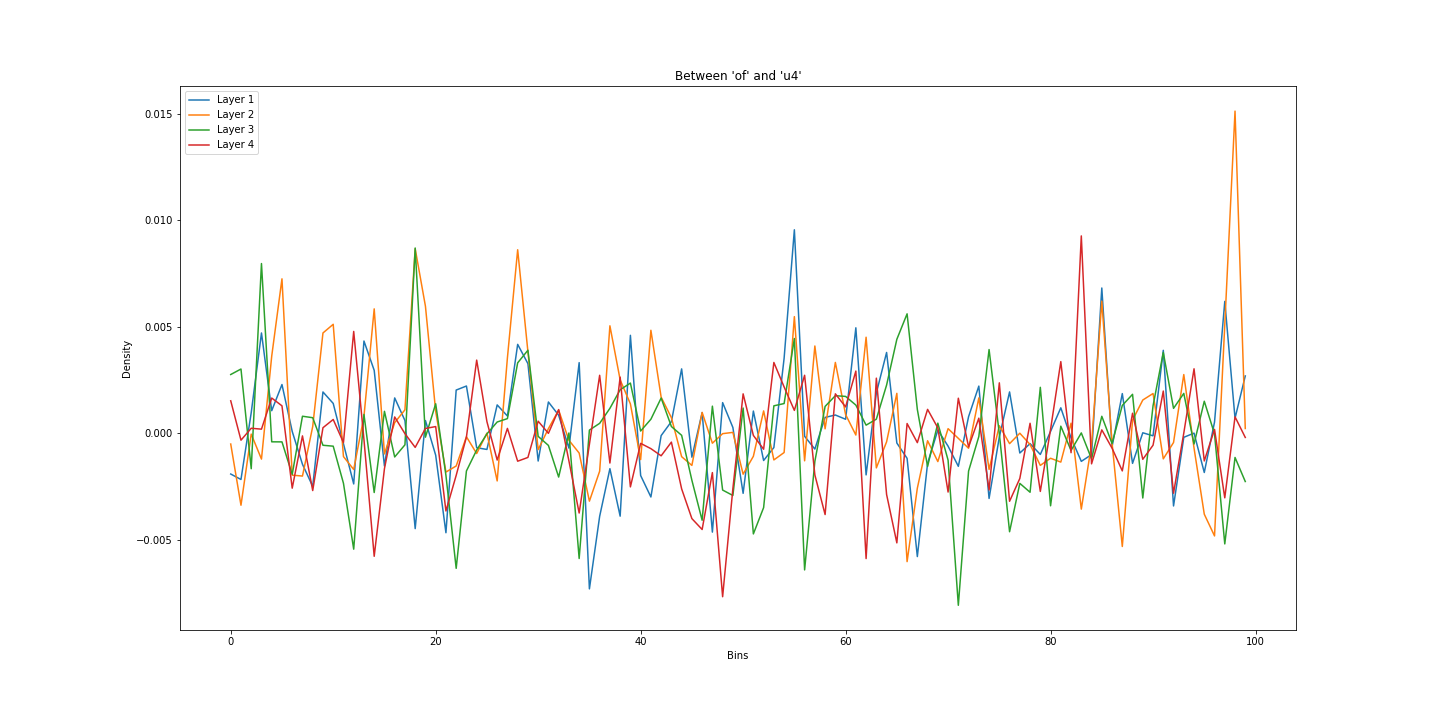 Between 'of' and 'u4'
Layer 1
Layer 2
Layer 3
Layer 4
0.015
0.010
0.005
0.000
−0.005
Density
0 20 40 60 80 100
Bins